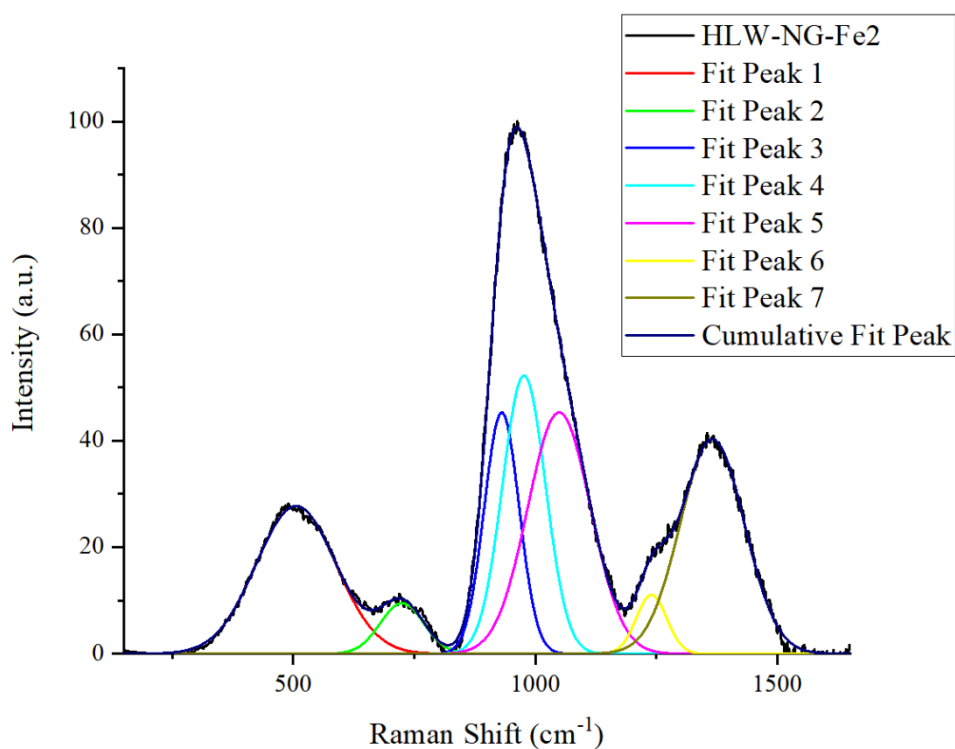 HLW-NG-Fe2
Fit Peak 1
Fit Peak 2
Fit Peak 3
Fit Peak 4
Fit Peak 5
Fit Peak 6
Fit Peak 7
Cumulative Fit Peak
100
80
60
40
20
0
Intensity (a.u.)
500
1000
1500
Raman Shift (cm⁻¹)